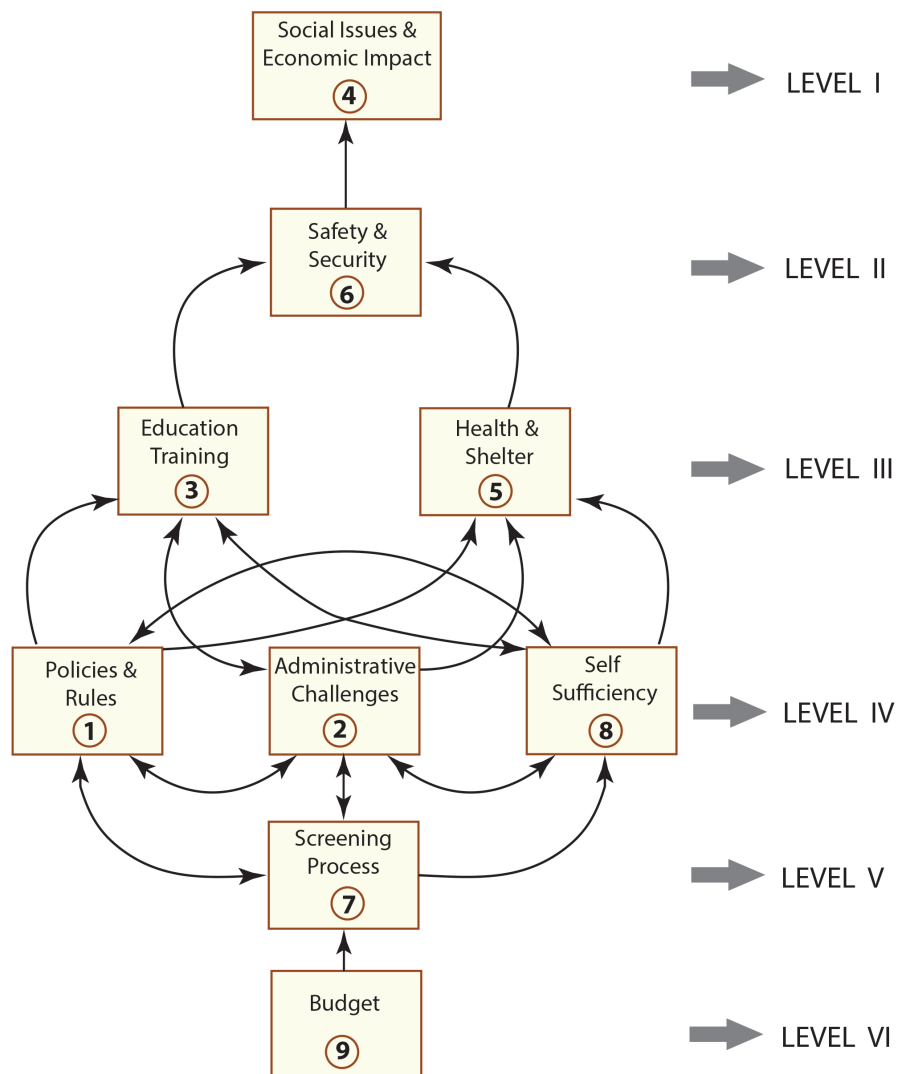 Social Issues &
Economic Impact
4
LEVEL I
Safety &
Security
6
LEVEL II
Education
Training
3
Health &
Shelter
5
LEVEL III
Policies &
Rules
1
Administrative
Challenges
2
Self
Sufficiency
8
LEVEL IV
Screening
Process
7
LEVEL V
Budget
9
LEVEL VI